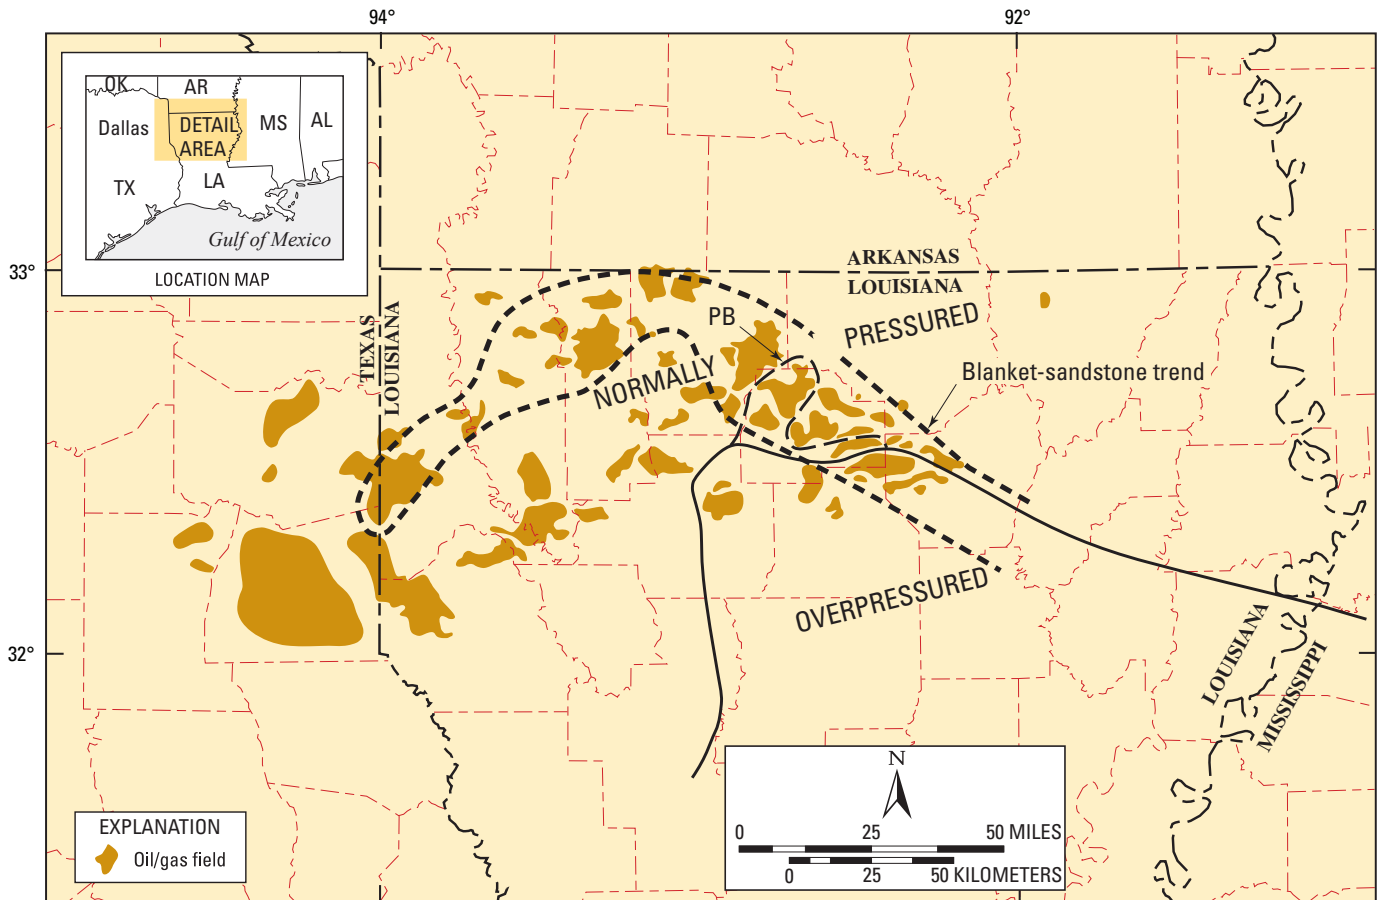 94°
92°
OK
AR
Dallas
DETAIL
AREA
MS
AL
TX
LA
Gulf of Mexico
LOCATION MAP
33°
ARKANSAS
LOUISIANA
TEXAS
LOUISIANA
PB
PRESSURED
NORMALLY
Blanket-sandstone trend
OVERPRESSURED
32°
LOUISIANA
MISSISSIPPI
N
0 25 50 MILES
0 25 50 KILOMETERS
EXPLANATION
Oil/gas field